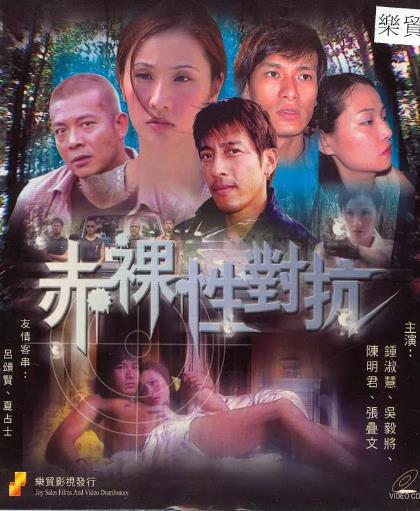 樂貿
赤裸性對抗
友情客串：
呂頌賢、夏占士
主演：
鍾淑慧、吳毅將、
陳明君、張疊文
樂貿影視發行
Joy Sales Films And Video Distributors
VIDEO CD